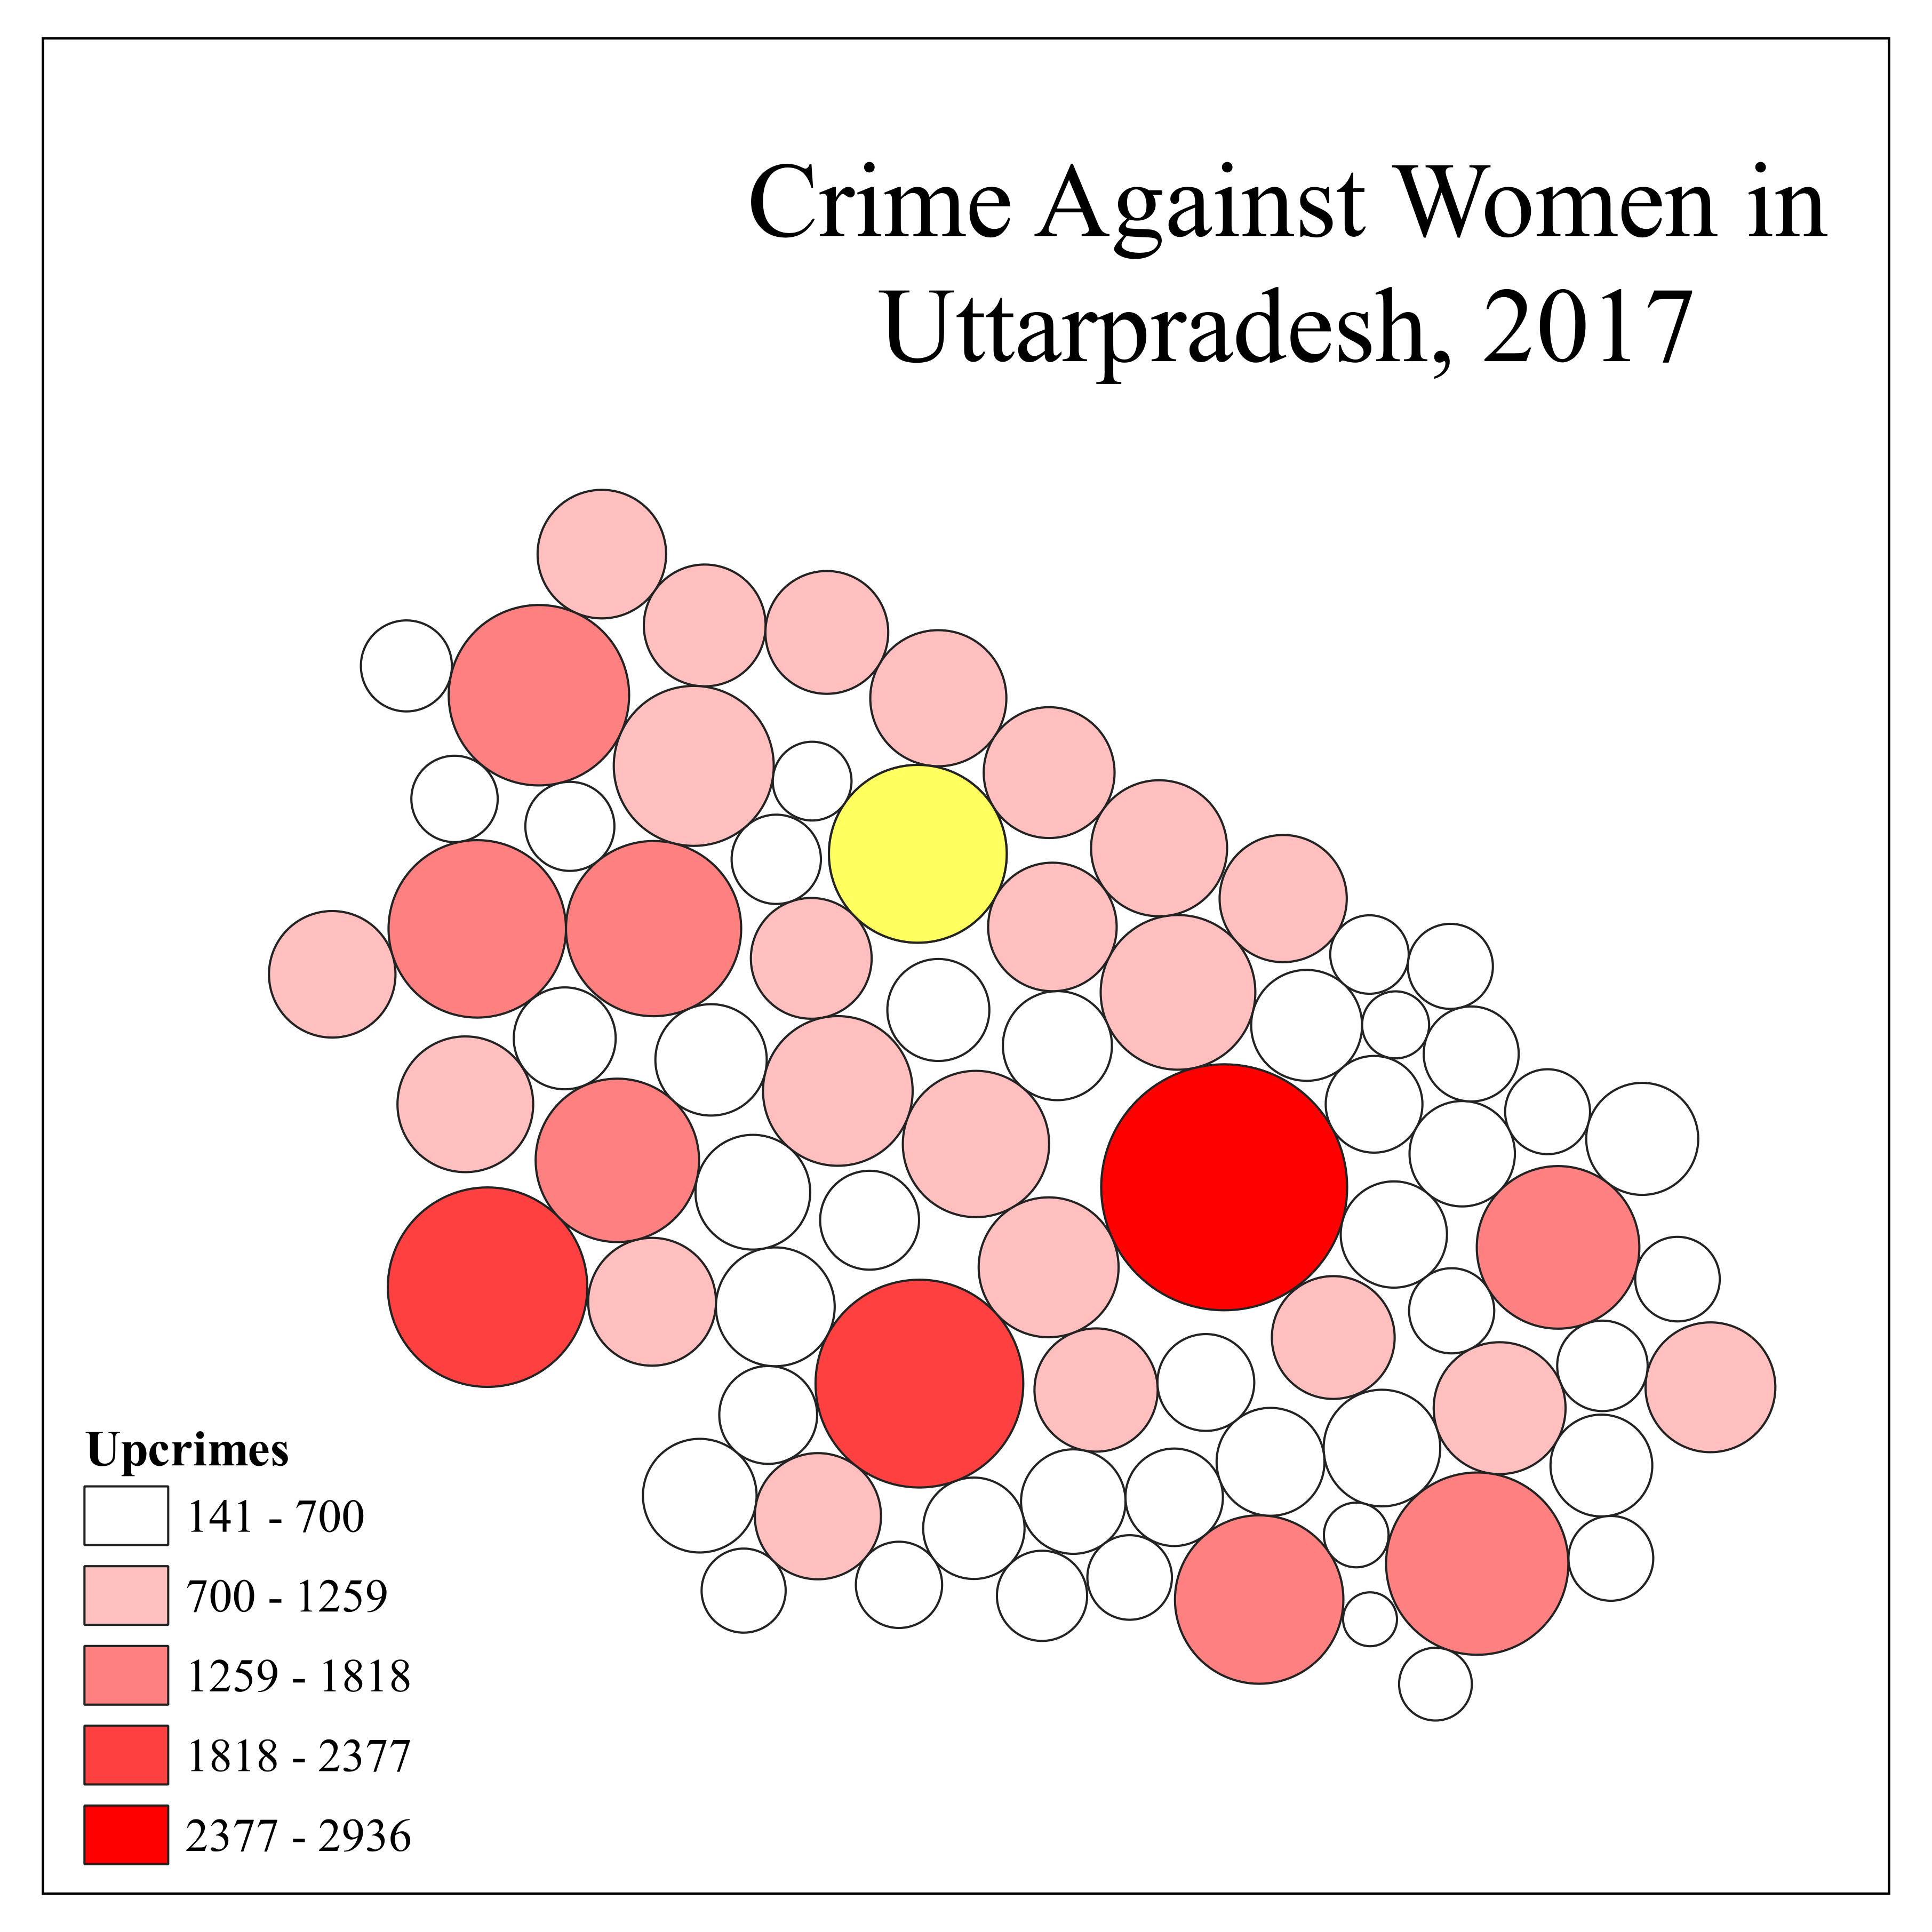 Crime Against Women in
Uttarpradesh, 2017
Upcrimes
141 - 700
700 - 1259
1259 - 1818
1818 - 2377
2377 - 2936